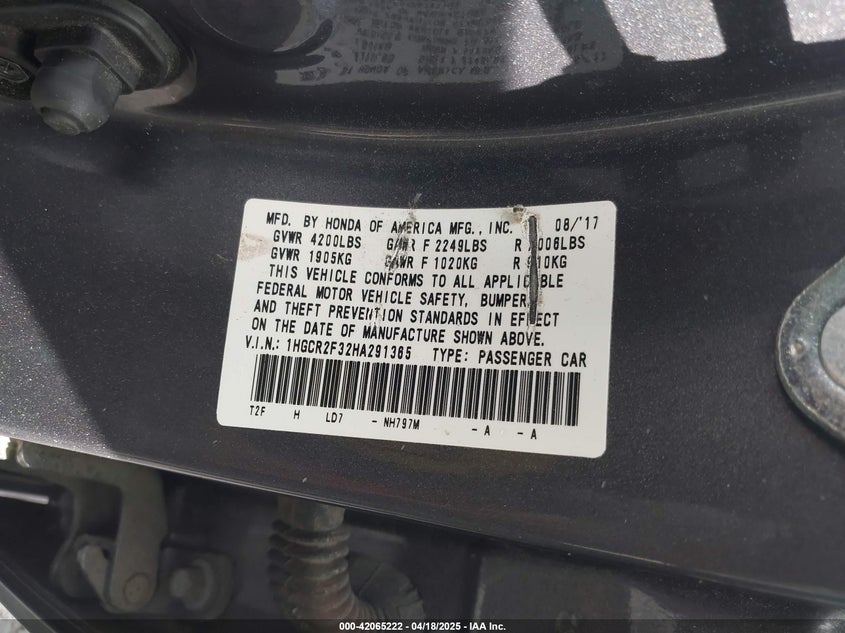 MFD. BY HONDA OF AMERICA MFG., INC. 08/'17
GVWR 4200LBS GAWR F 2249LBS R 2006LBS
GVWR 1905KG GAWR F 1020KG R 910KG
THIS VEHICLE CONFORMS TO ALL APPLICABLE
FEDERAL MOTOR VEHICLE SAFETY, BUMPER,
AND THEFT PREVENTION STANDARDS IN EFFECT
ON THE DATE OF MANUFACTURE SHOWN ABOVE.
V.I.N.: 1HGCR2F32HA291365 TYPE: PASSENGER CAR
T2F H LD7 - NH797M - A - A
000-42065222 - 04/18/2025 - IAA Inc.